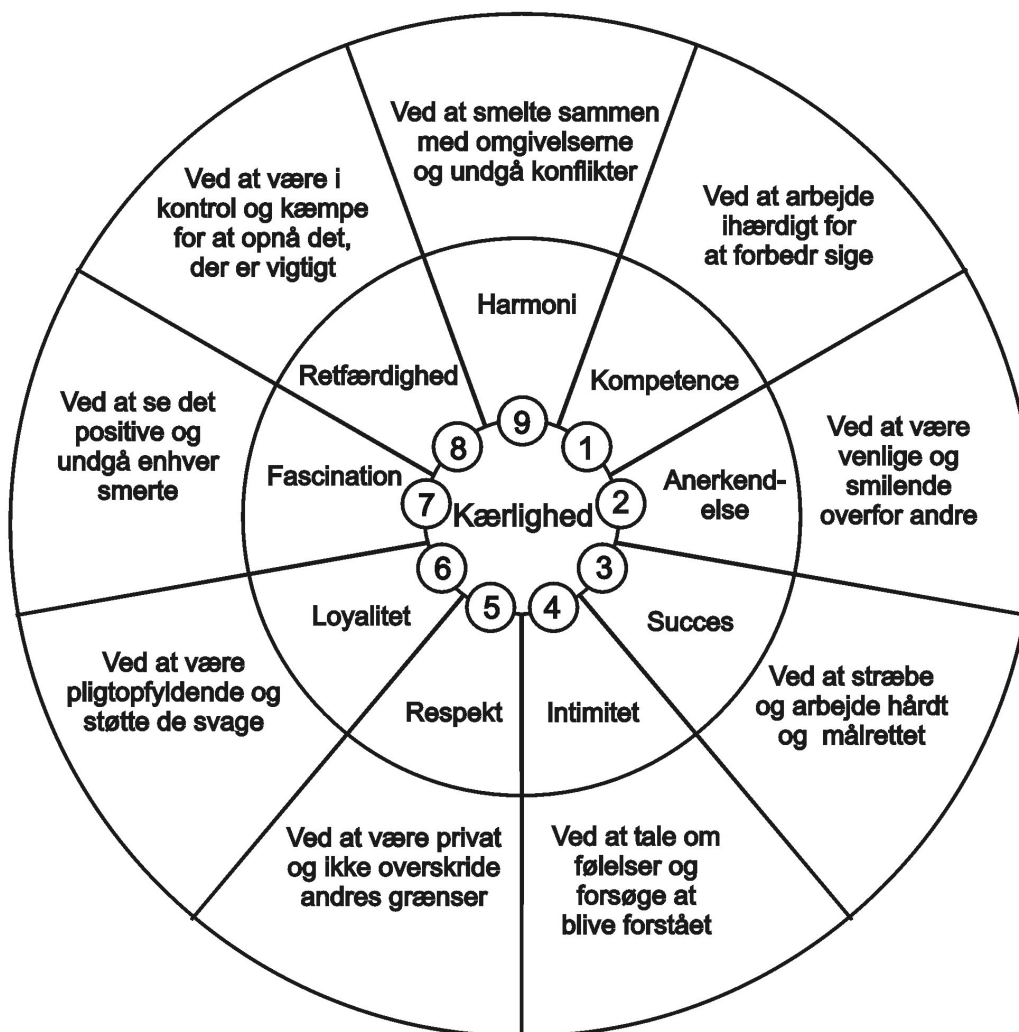 Ved at smelte sammen
med omgivelserne
og undgå konflikter
Ved at arbejde
ihærdigt for
at forbedr sige
Ved at være
venlige og
smilende
overfor andre
Ved at stræbe
og arbejde hårdt
og målrettet
Ved at tale om
følelser og
forsøge at
blive forstået
Ved at være privat
og ikke overskride
andres grænser
Ved at være
pligtopfyldende og
støtte de svage
Ved at se det
positive og
undgå enhver
smerte
Ved at være i
kontrol og kæmpe
for at opnå det,
der er vigtigt
Harmoni
Kompetence
Anerkend-
else
Succes
Intimitet
Respekt
Loyalitet
Fascination
Retfærdighed
9
1
2
3
4
5
6
7
8
Kærlighed